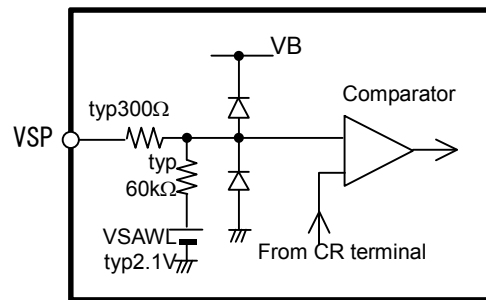 VB
typ300Ω
Comparator
VSP
typ
60kΩ
VSAWL
typ2.1V
From CR terminal